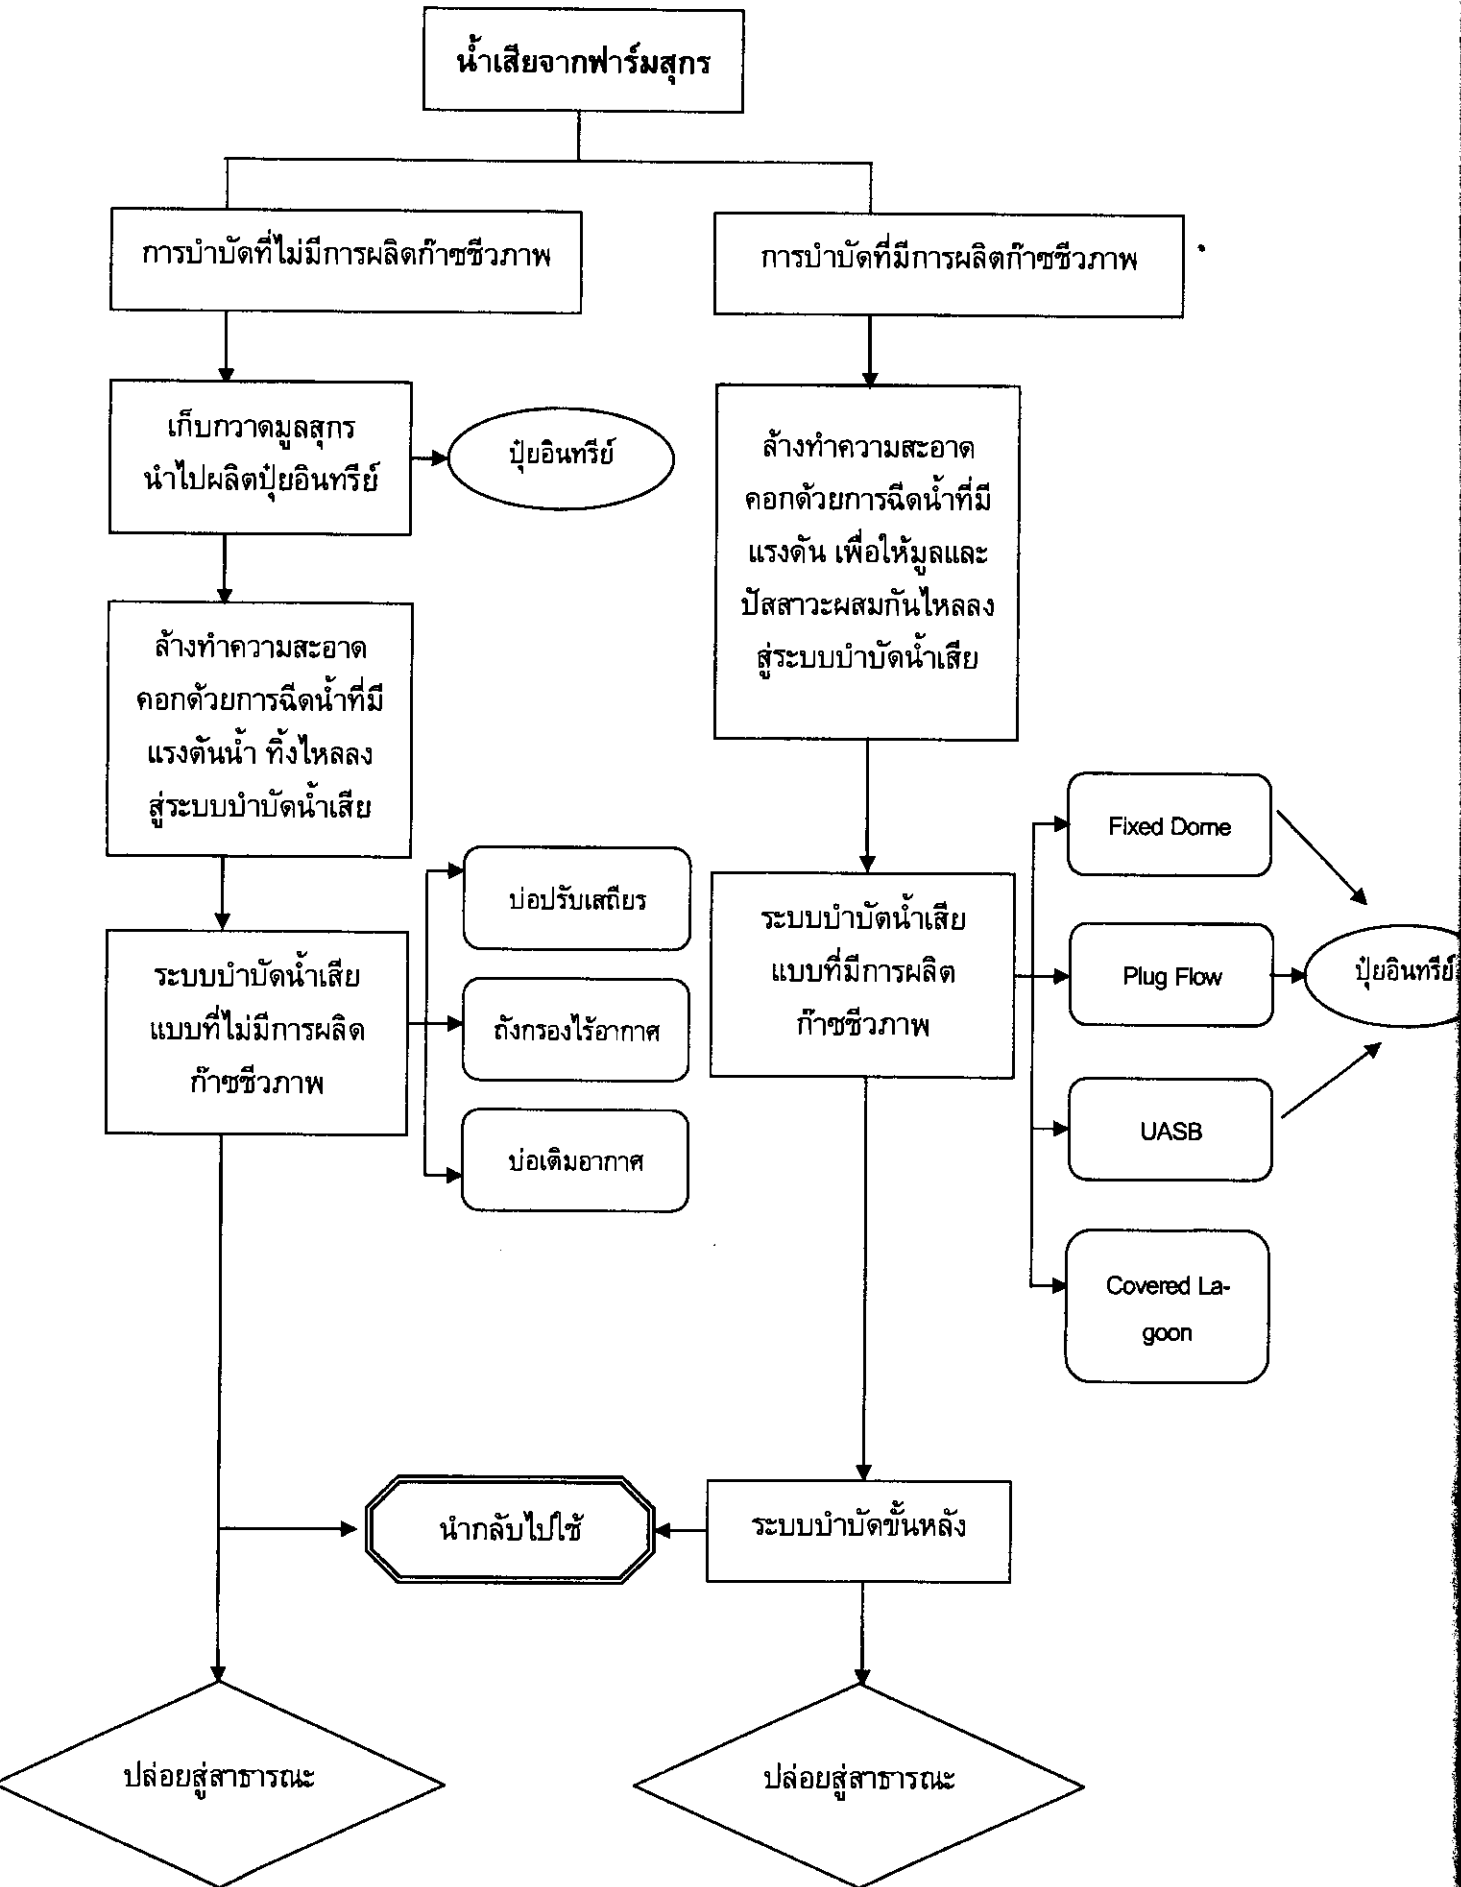 น้ำเสียจากฟาร์มสุกร
การบำบัดที่ไม่มีการผลิตก๊าซชีวภาพ
การบำบัดที่มีการผลิตก๊าซชีวภาพ
เก็บกวาดมูลสุกร
นำไปผลิตปุ๋ยอินทรีย์
ปุ๋ยอินทรีย์
ล้างทำความสะอาด
คอกด้วยการฉีดน้ำที่มี
แรงดันน้ำ ทิ้งไหลลง
สู่ระบบบำบัดน้ำเสีย
ล้างทำความสะอาด
คอกด้วยการฉีดน้ำที่มี
แรงดัน เพื่อให้มูลและ
ปัสสาวะผสมกันไหลลง
สู่ระบบบำบัดน้ำเสีย
ระบบบำบัดน้ำเสีย
แบบที่ไม่มีการผลิต
ก๊าซชีวภาพ
บ่อปรับเสถียร
ถังกรองไร้อากาศ
บ่อเติมอากาศ
ระบบบำบัดน้ำเสีย
แบบที่มีการผลิต
ก๊าซชีวภาพ
Fixed Dome
Plug Flow
UASB
Covered La-
goon
ปุ๋ยอินทรีย์
นำกลับไปใช้
ระบบบำบัดขั้นหลัง
ปล่อยสู่สาธารณะ
ปล่อยสู่สาธารณะ